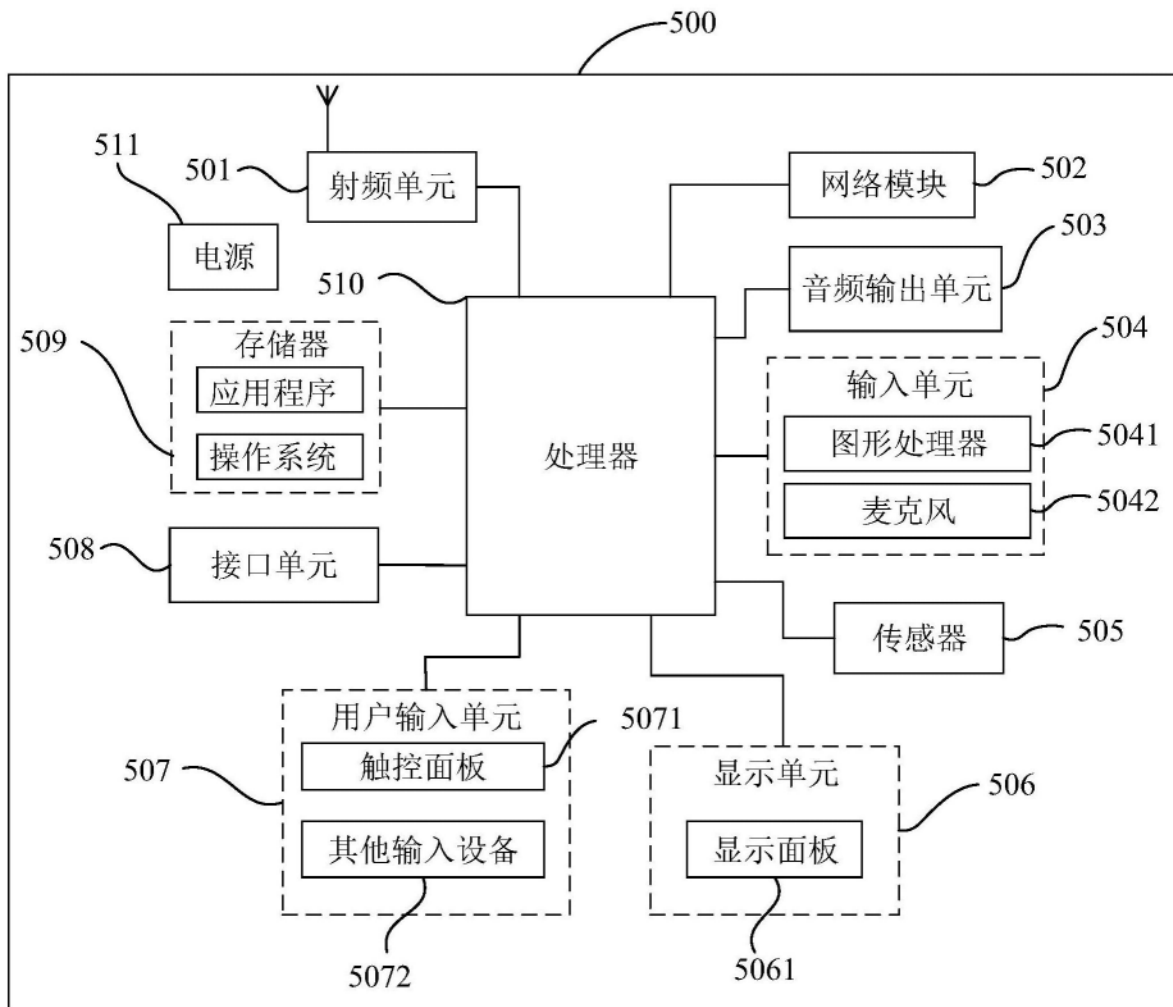 500
511
501
射频单元
网络模块
502
电源
510
音频输出单元
503
509
存储器
应用程序
操作系统
处理器
504
输入单元
图形处理器
5041
麦克风
5042
508
接口单元
传感器
505
507
用户输入单元
5071
触控面板
其他输入设备
5072
显示单元
506
显示面板
5061